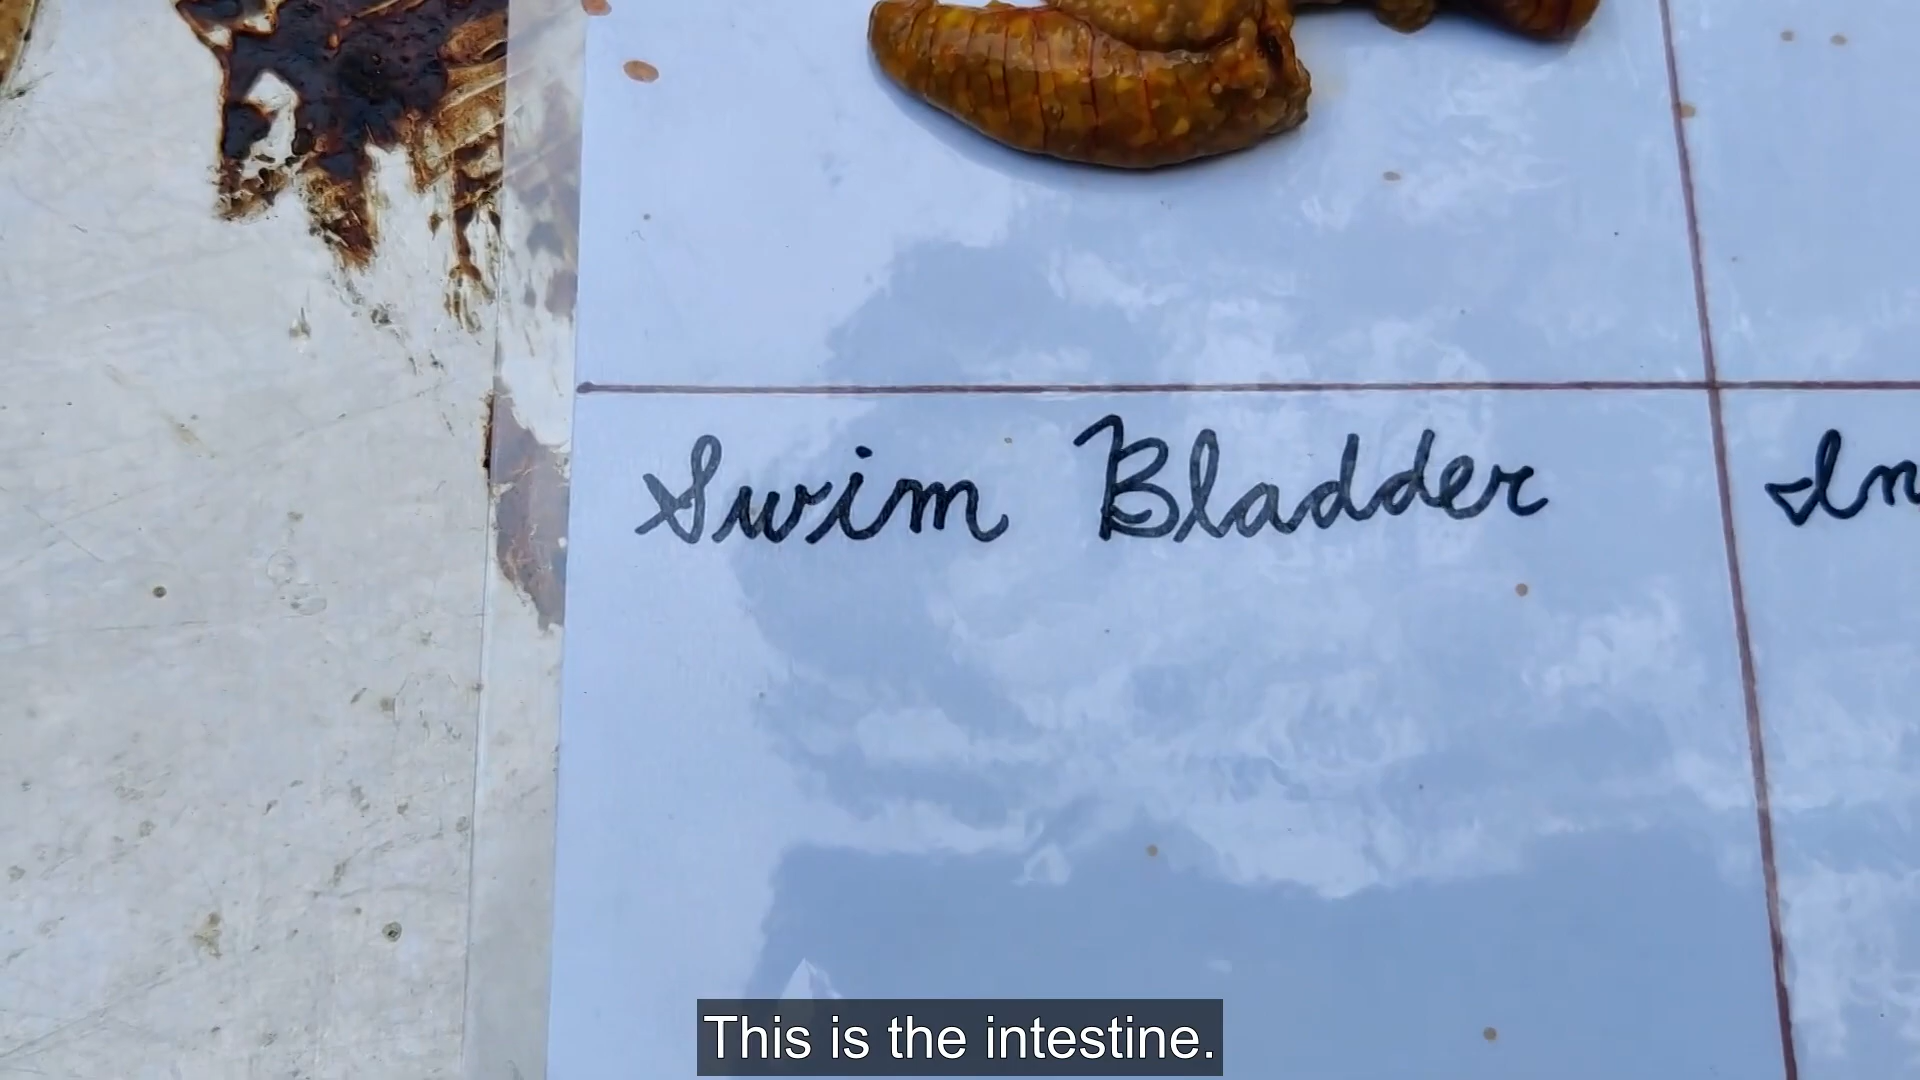 Swim Bladder
This is the intestine.